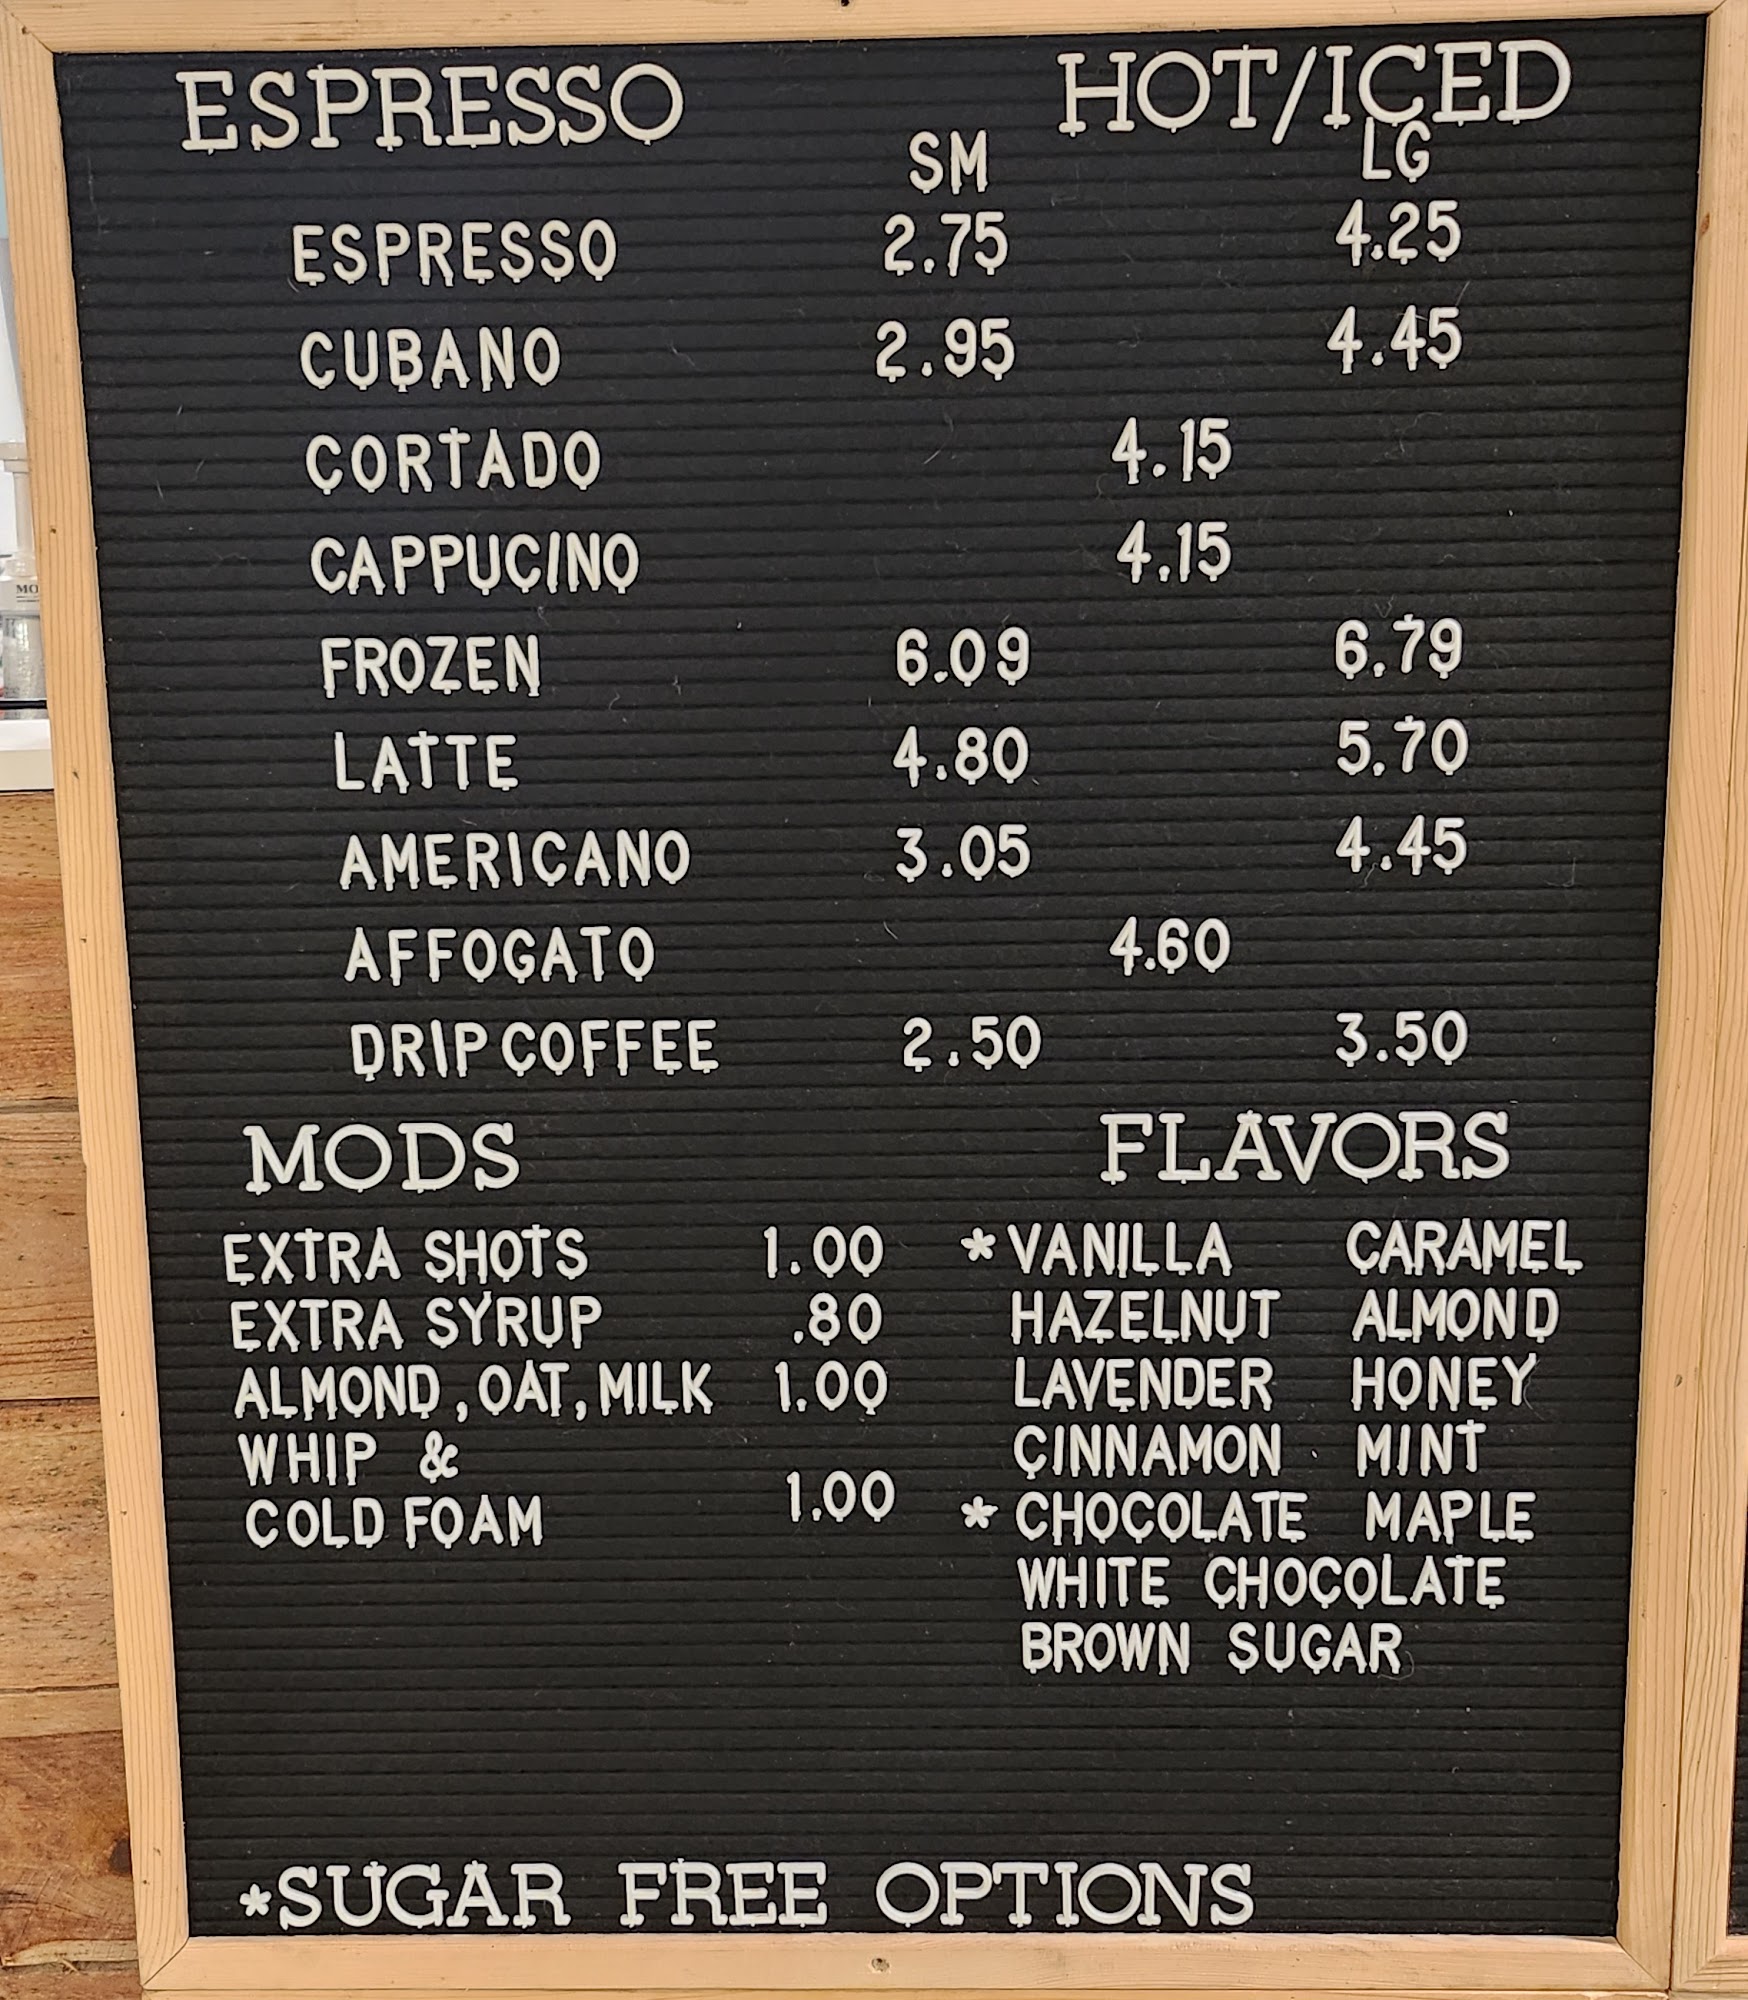 ESPRESSO HOT/ICED
SM LG
ESPRESSO 2.75 4.25
CUBANO 2.95 4.45
CORTADO 4.15
CAPPUCINO 4.15
FROZEN 6.09 6.79
LATTE 4.80 5.70
AMERICANO 3.05 4.45
AFFOGATO 4.60
DRIP COFFEE 2.50 3.50
MODS
EXTRA SHOTS 1.00
EXTRA SYRUP .80
ALMOND, OAT, MILK 1.00
WHIP &
COLD FOAM 1.00
FLAVORS
*VANILLA CARAMEL
HAZELNUT ALMOND
LAVENDER HONEY
CINNAMON MINT
*CHOCOLATE MAPLE
WHITE CHOCOLATE
BROWN SUGAR
*SUGAR FREE OPTIONS